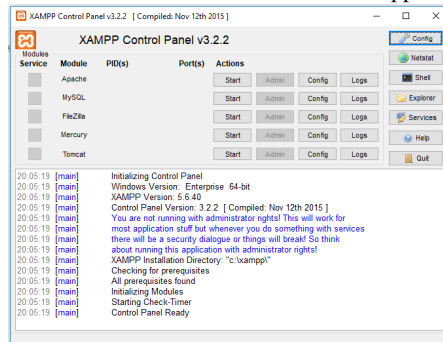 XAMPP Control Panel v3.2.2 [ Compiled: Nov 12th 2015 ]
XAMPP Control Panel v3.2.2
Config
Netstat
Shell
Explorer
Services
Help
Quit
Modules
Service Module PID(s) Port(s) Actions
Apache Start Admin Config Logs
MySQL Start Admin Config Logs
FileZilla Start Admin Config Logs
Mercury Start Admin Config Logs
Tomcat Start Admin Config Logs
20:05:19 [main] Initializing Control Panel
20:05:19 [main] Windows Version: Enterprise 64-bit
20:05:19 [main] XAMPP Version: 5.6.40
20:05:19 [main] Control Panel Version: 3.2.2 [ Compiled: Nov 12th 2015 ]
20:05:19 [main] You are not running with administrator rights! This will work for
20:05:19 [main] most application stuff but whenever you do something with services
20:05:19 [main] there will be a security dialogue or things will break! So think
20:05:19 [main] about running this application with administrator rights!
20:05:19 [main] XAMPP Installation Directory: "c:\xampp\"
20:05:19 [main] Checking for prerequisites
20:05:19 [main] All prerequisites found
20:05:19 [main] Initializing Modules
20:05:19 [main] Starting Check-Timer
20:05:19 [main] Control Panel Ready